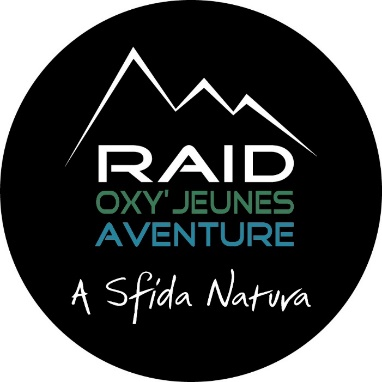 RAID
OXY'JEUNES
AVENTURE
A Sfida Natura